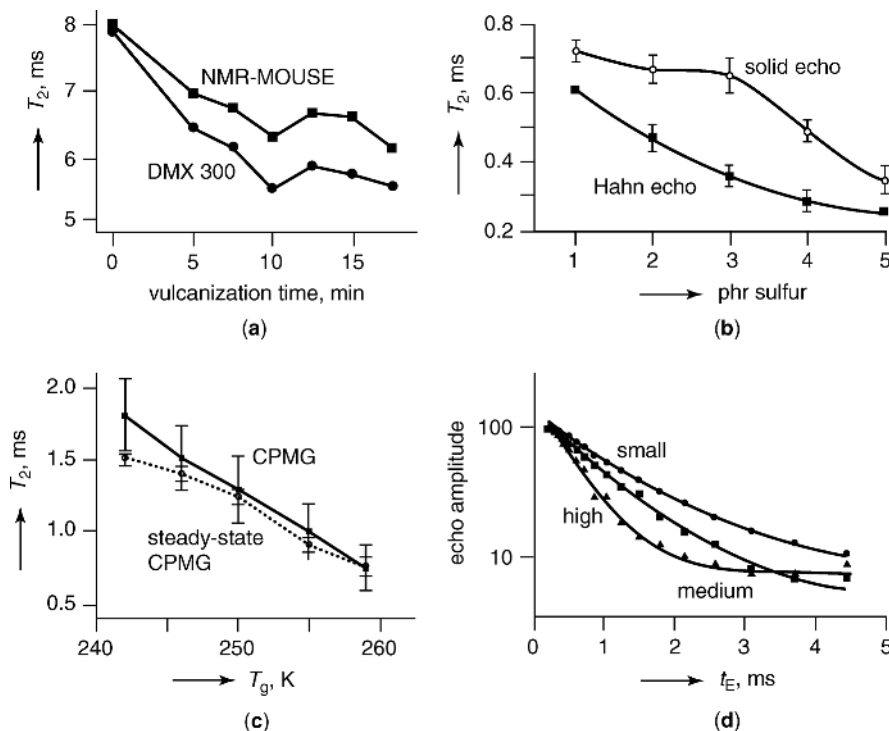 8
7
6
5
T2, ms
NMR-MOUSE
DMX 300
0
5
10
15
vulcanization time, min
(a)
0.8
0.6
0.4
0.2
T2, ms
solid echo
Hahn echo
1
2
3
4
5
phr sulfur
(b)
2.0
1.5
1.0
0.5
T2, ms
CPMG
steady-state
CPMG
240
250
260
Tg, K
(c)
100
10
echo amplitude
small
high
medium
0
1
2
3
4
5
tE, ms
(d)